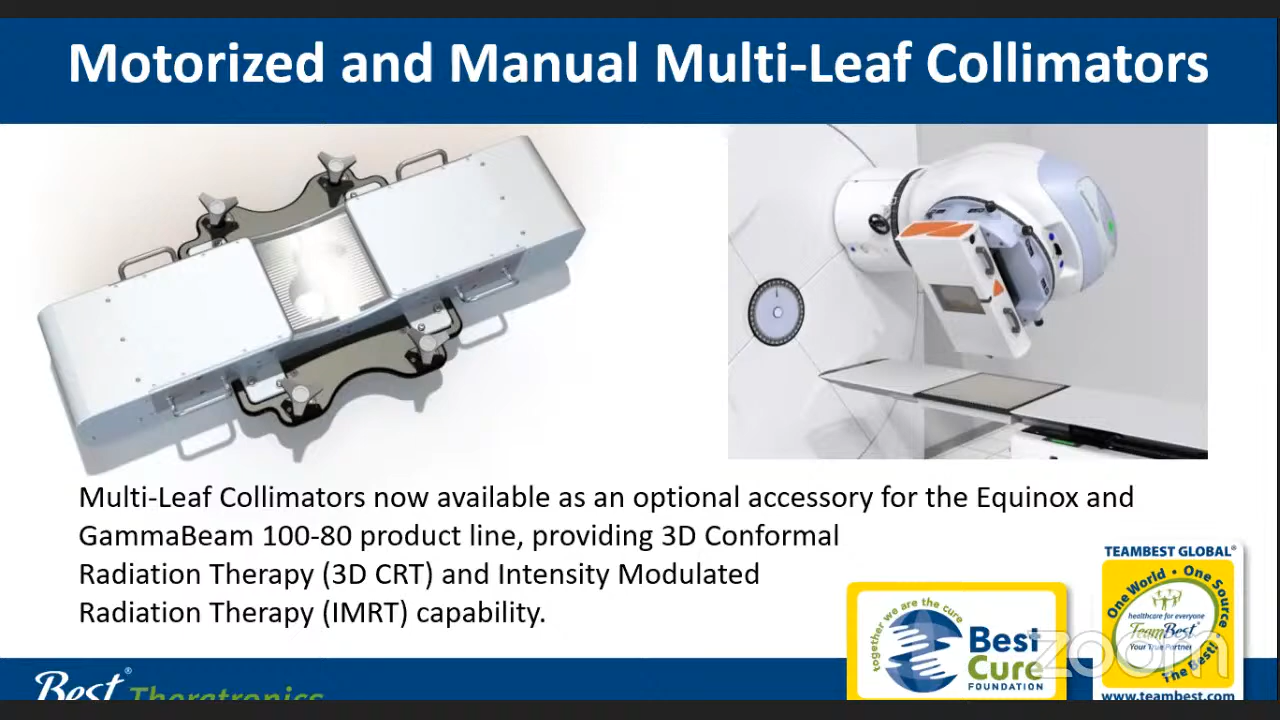 Motorized and Manual Multi-Leaf Collimators
Multi-Leaf Collimators now available as an optional accessory for the Equinox and
GammaBeam 100-80 product line, providing 3D Conformal
Radiation Therapy (3D CRT) and Intensity Modulated
Radiation Therapy (IMRT) capability.
together we are the cure
Best
Cure
FOUNDATION
TEAMBEST GLOBAL®
One World • One Source
healthcare for everyone
TeamBest®
Your True Partner
The Best!
www.teambest.com
zoom
Best® Theratronics